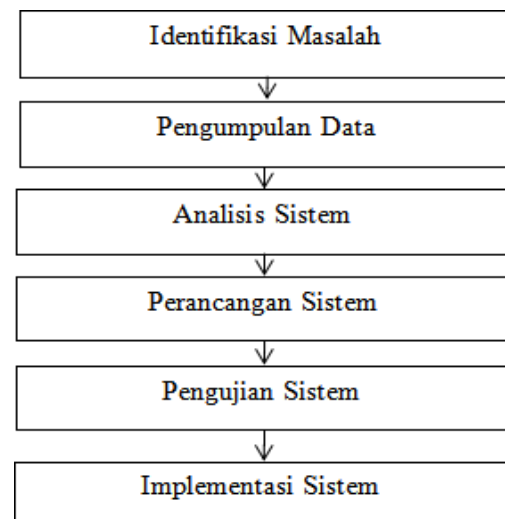 Identifikasi Masalah
Pengumpulan Data
Analisis Sistem
Perancangan Sistem
Pengujian Sistem
Implementasi Sistem